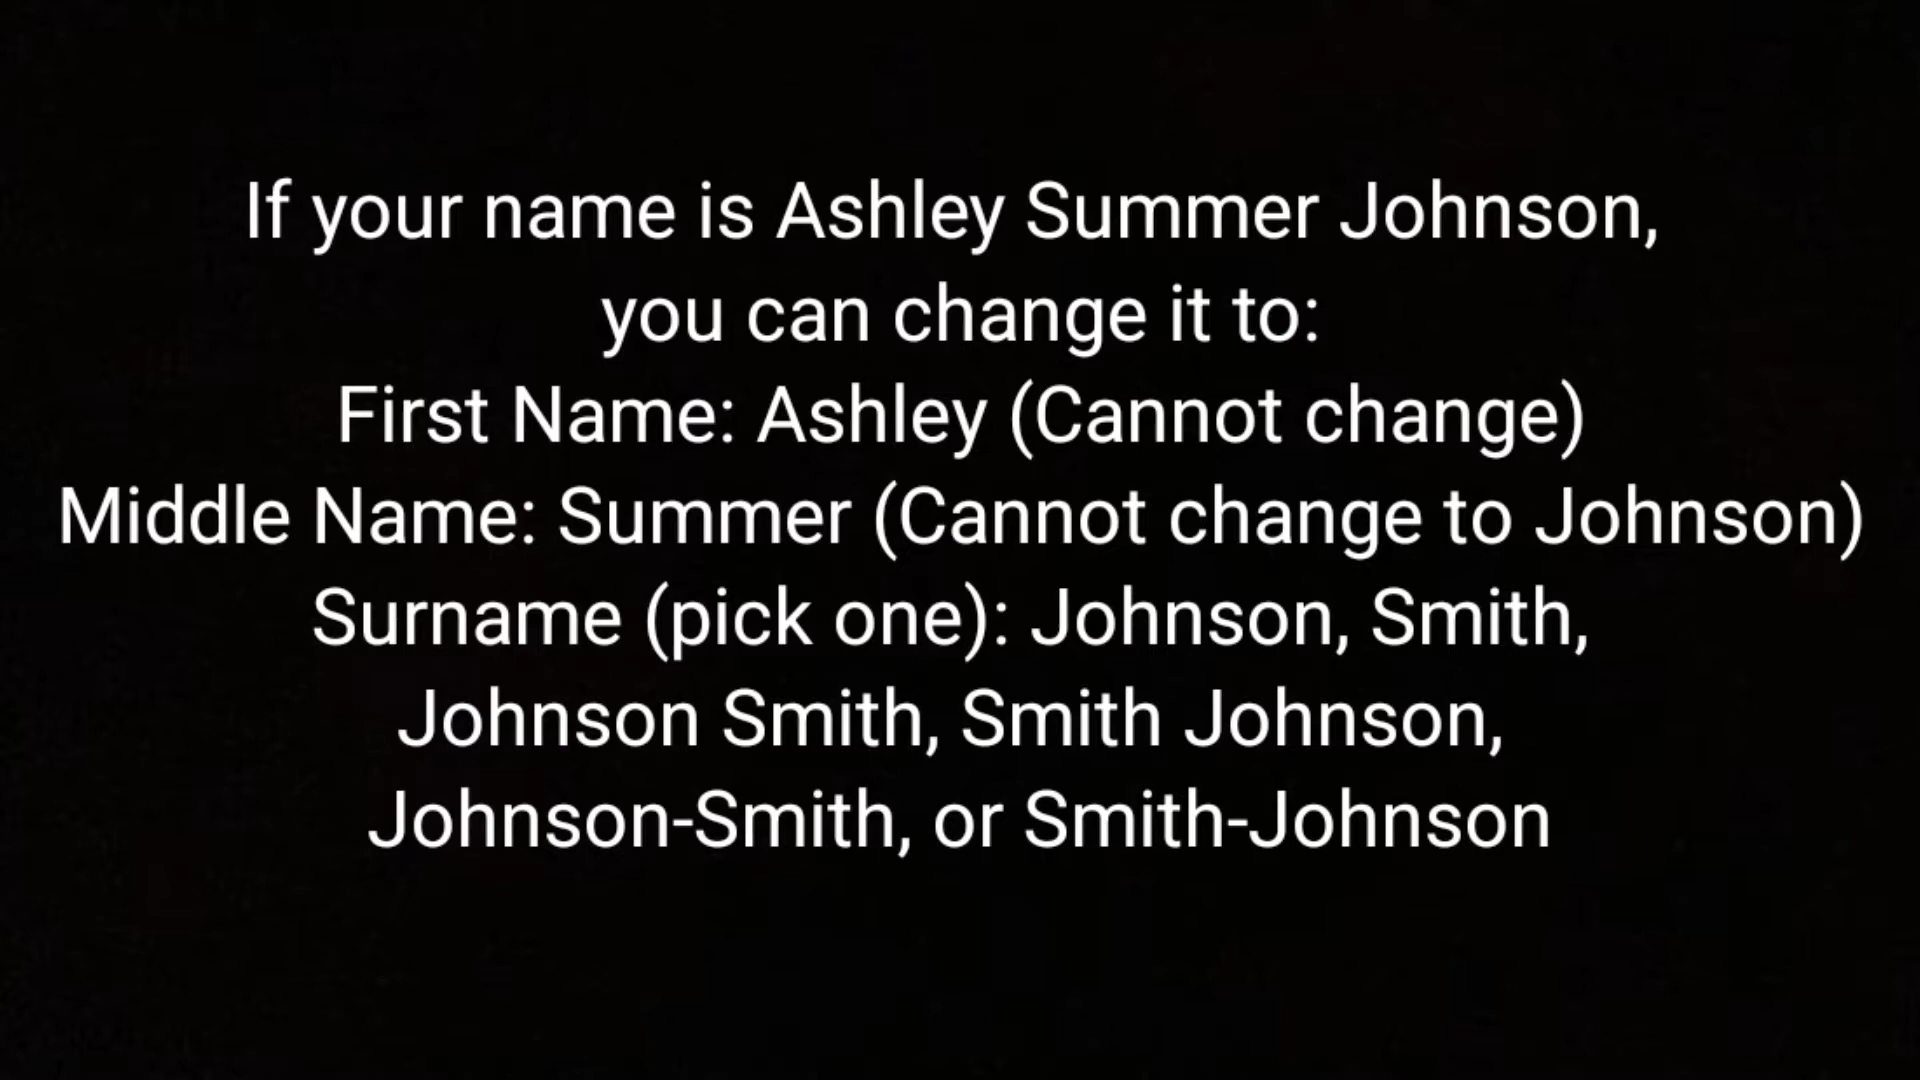 If your name is Ashley Summer Johnson,
you can change it to:
First Name: Ashley (Cannot change)
Middle Name: Summer (Cannot change to Johnson)
Surname (pick one): Johnson, Smith,
Johnson Smith, Smith Johnson,
Johnson-Smith, or Smith-Johnson